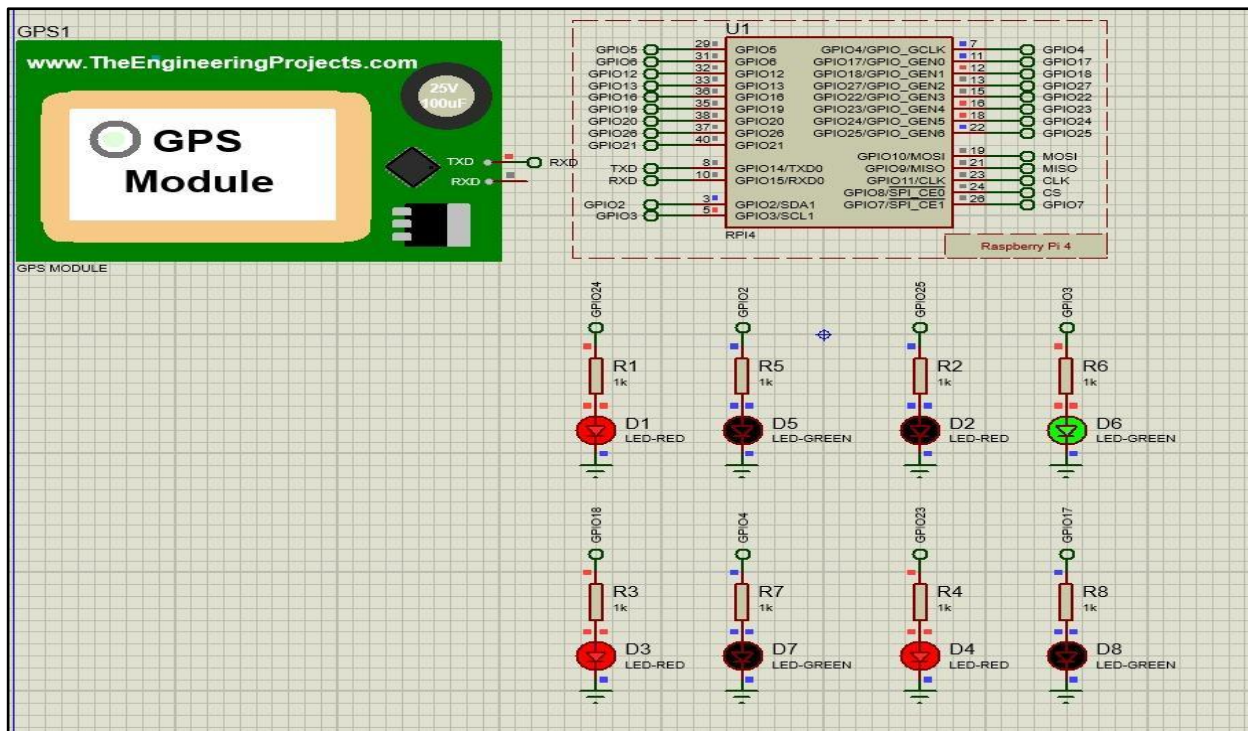 GPS1
www.TheEngineeringProjects.com
25V
100uF
GPS
Module
TXD
RXD
RXD
GPS MODULE
U1
GPIO5 29 GPIO5 GPIO4/GPIO_GCLK 7 GPIO4
GPIO6 31 GPIO6 GPIO17/GPIO_GEN0 11 GPIO17
GPIO12 32 GPIO12 GPIO18/GPIO_GEN1 12 GPIO18
GPIO13 33 GPIO13 GPIO27/GPIO_GEN2 13 GPIO27
GPIO16 36 GPIO16 GPIO22/GPIO_GEN3 15 GPIO22
GPIO19 35 GPIO19 GPIO23/GPIO_GEN4 16 GPIO23
GPIO20 38 GPIO20 GPIO24/GPIO_GEN5 18 GPIO24
GPIO26 37 GPIO26 GPIO25/GPIO_GEN6 22 GPIO25
GPIO21 40 GPIO21
GPIO10/MOSI 19 MOSI
TXD 8 GPIO14/TXD0 GPIO9/MISO 21 MISO
RXD 10 GPIO15/RXD0 GPIO11/CLK 23 CLK
GPIO8/SPI_CE0 24 CS
GPIO2 3 GPIO2/SDA1 GPIO7/SPI_CE1 26 GPIO7
GPIO3 5 GPIO3/SCL1
RPI4
Raspberry Pi 4
GPIO24 GPIO2 GPIO25 GPIO3
R1 R5 R2 R6
1k 1k 1k 1k
D1 D5 D2 D6
LED-RED LED-GREEN LED-RED LED-GREEN
GPIO18 GPIO4 GPIO23 GPIO17
R3 R7 R4 R8
1k 1k 1k 1k
D3 D7 D4 D8
LED-RED LED-GREEN LED-RED LED-GREEN